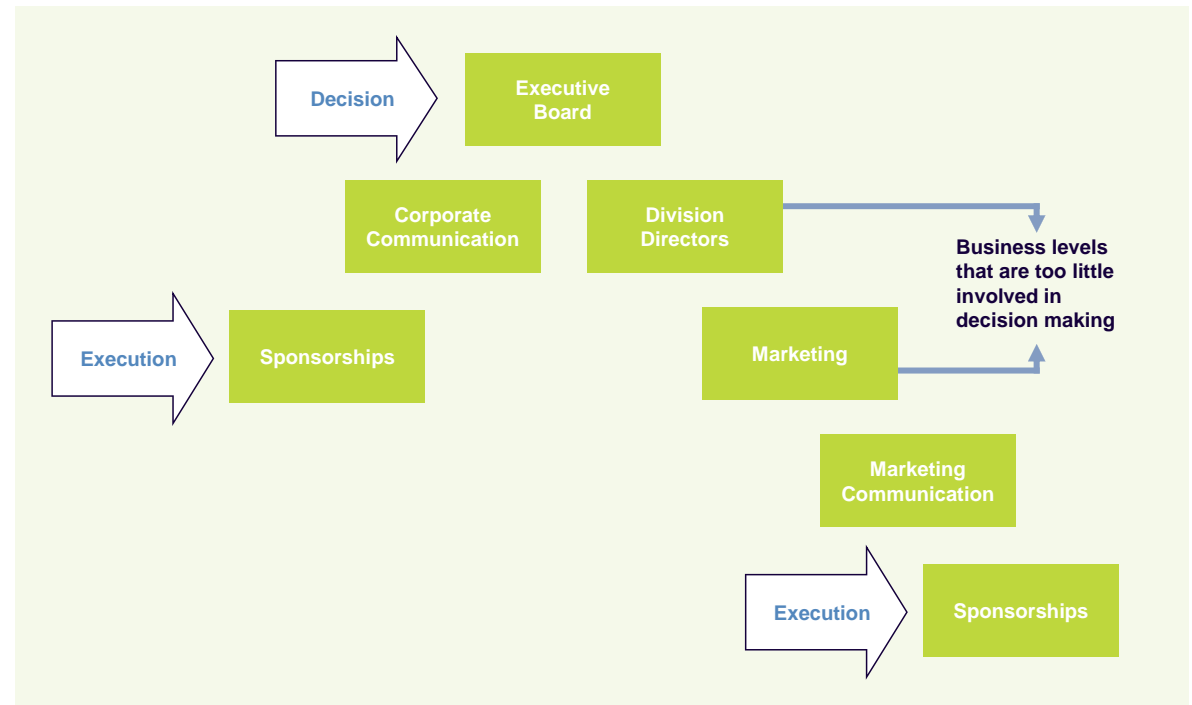 Decision
Executive
Board
Corporate
Communication
Division
Directors
Business levels
that are too little
involved in
decision making
Execution
Sponsorships
Marketing
Marketing
Communication
Execution
Sponsorships